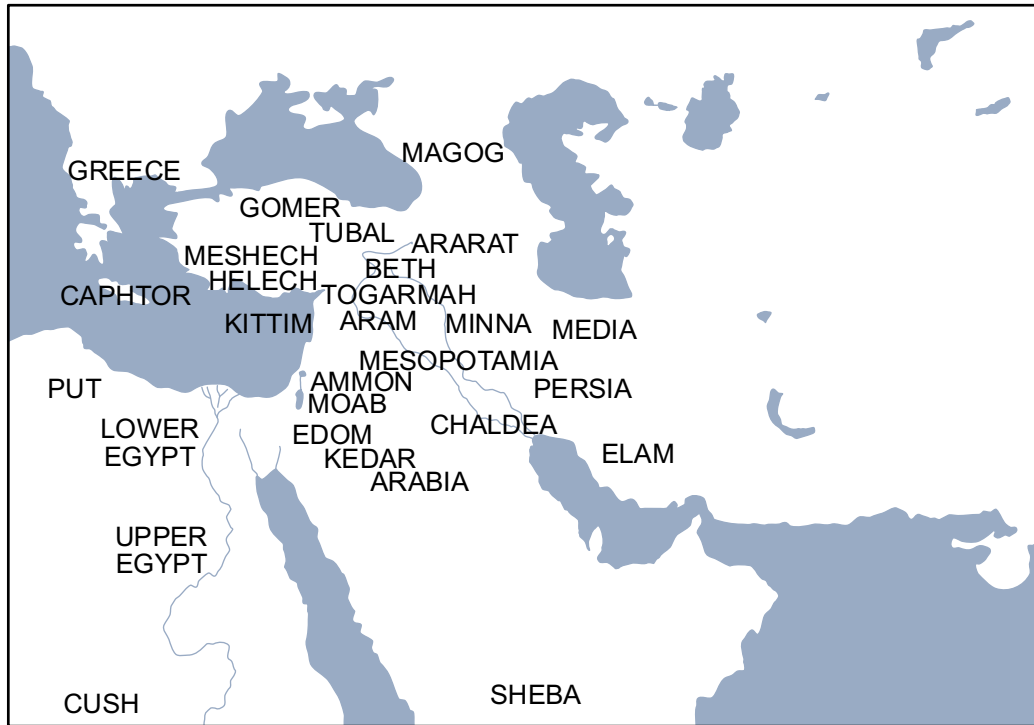 MAGOG
GREECE
GOMER
TUBAL
ARARAT
MESHECH
BETH
HELECH
TOGARMAH
CAPHTOR
KITTIM
ARAM
MINNA
MEDIA
MESOPOTAMIA
PUT
AMMON
PERSIA
MOAB
LOWER
EGYPT
CHALDEA
EDOM
ELAM
KEDAR
ARABIA
UPPER
EGYPT
CUSH
SHEBA